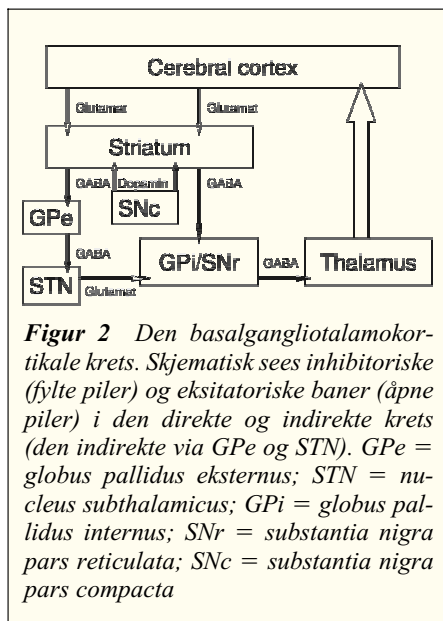 Cerebral cortex
Glutamat Glutamat
Striatum
GABA Dopamin GABA
GPe SNc
GABA
STN Glutamat GPi/SNr GABA Thalamus
Figur 2 Den basalgangliotalamokor-
tikale krets. Skjematisk sees inhibitoriske
(fylte piler) og eksitatoriske baner (åpne
piler) i den direkte og indirekte krets
(den indirekte via GPe og STN). GPe =
globus pallidus eksternus; STN = nu-
cleus subthalamicus; GPi = globus pal-
lidus internus; SNr = substantia nigra
pars reticulata; SNc = substantia nigra
pars compacta